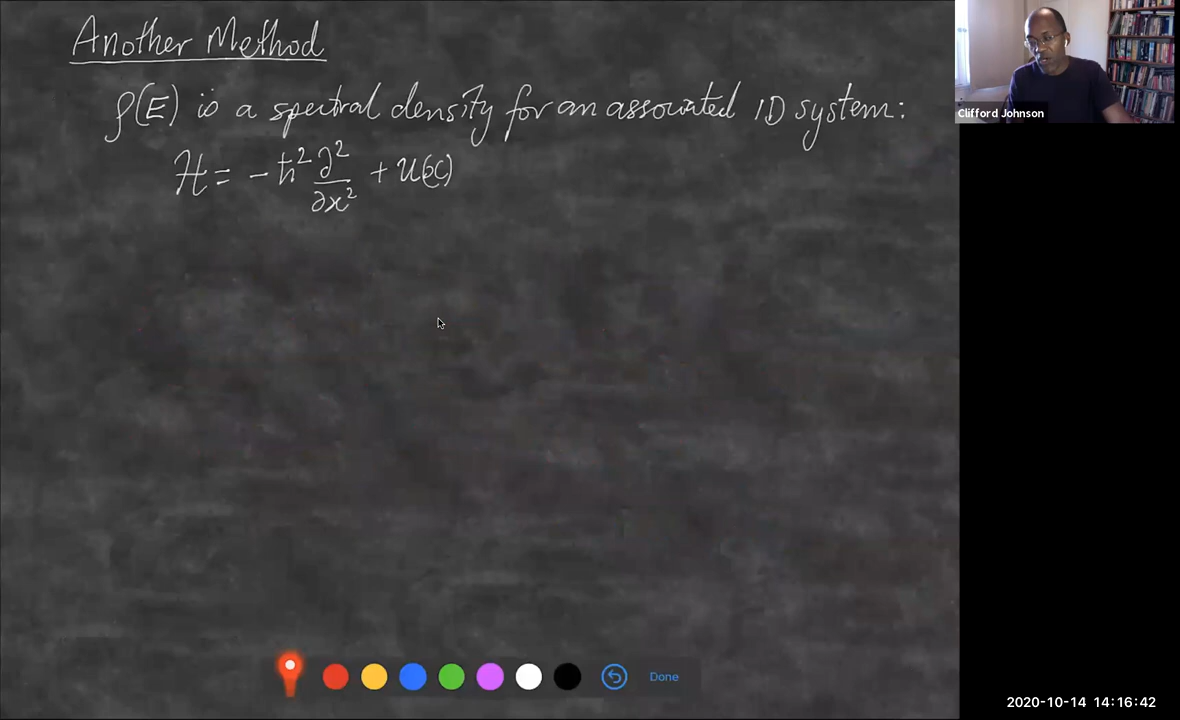 Another Method
ρ(E) is a spectral density for an associated 1D system:
H = -ℏ² ∂²/∂x² + u(x)
Clifford Johnson
Done
2020-10-14 14:16:42